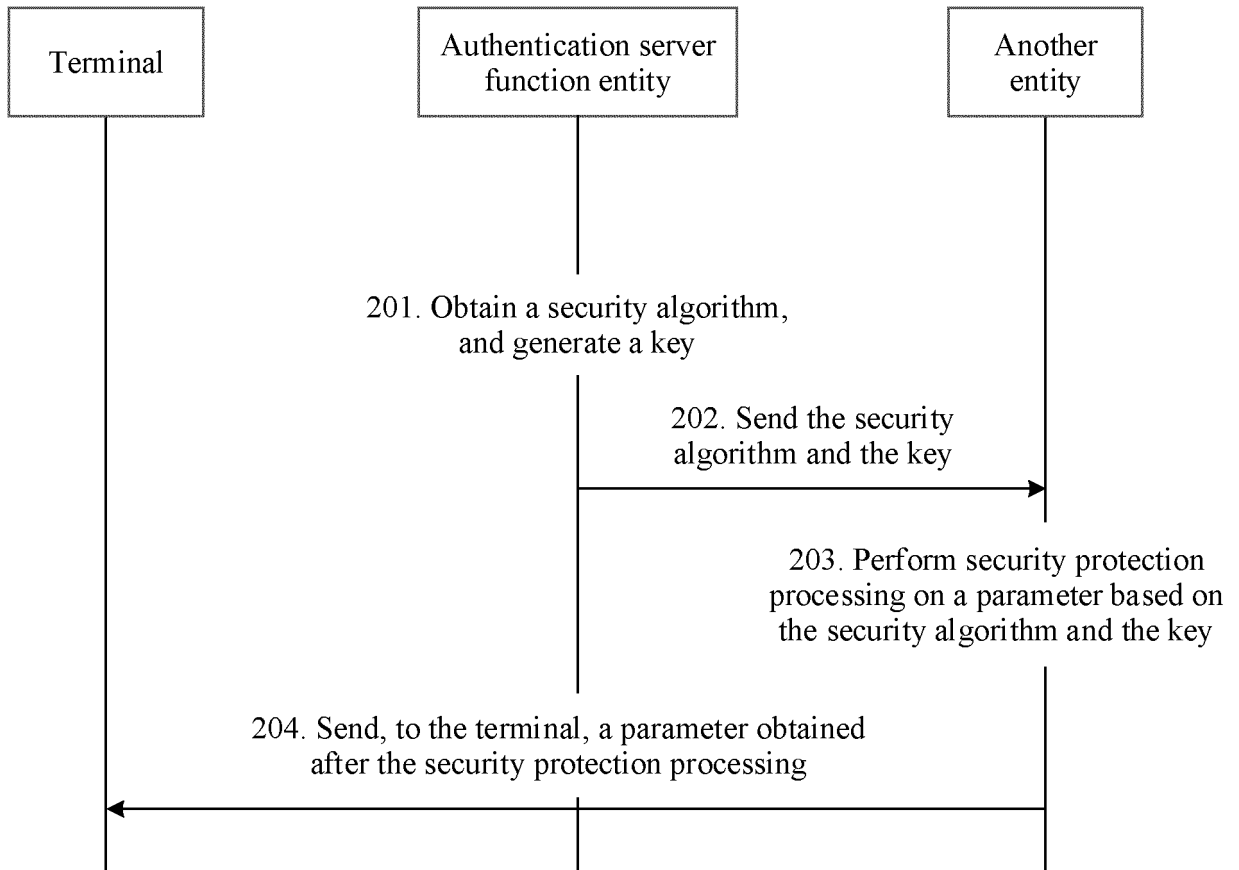 Terminal
Authentication server
function entity
Another
entity
201. Obtain a security algorithm,
and generate a key
202. Send the security
algorithm and the key
203. Perform security protection
processing on a parameter based on
the security algorithm and the key
204. Send, to the terminal, a parameter obtained
after the security protection processing